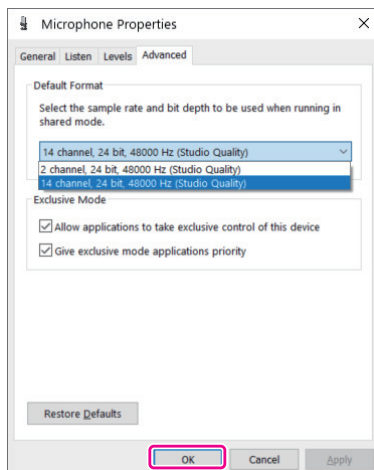 Microphone Properties
General Listen Levels Advanced
Default Format
Select the sample rate and bit depth to be used when running in
shared mode.
14 channel, 24 bit, 48000 Hz (Studio Quality)
2 channel, 24 bit, 48000 Hz (Studio Quality)
14 channel, 24 bit, 48000 Hz (Studio Quality)
Exclusive Mode
Allow applications to take exclusive control of this device
Give exclusive mode applications priority
Restore Defaults
OK Cancel Apply